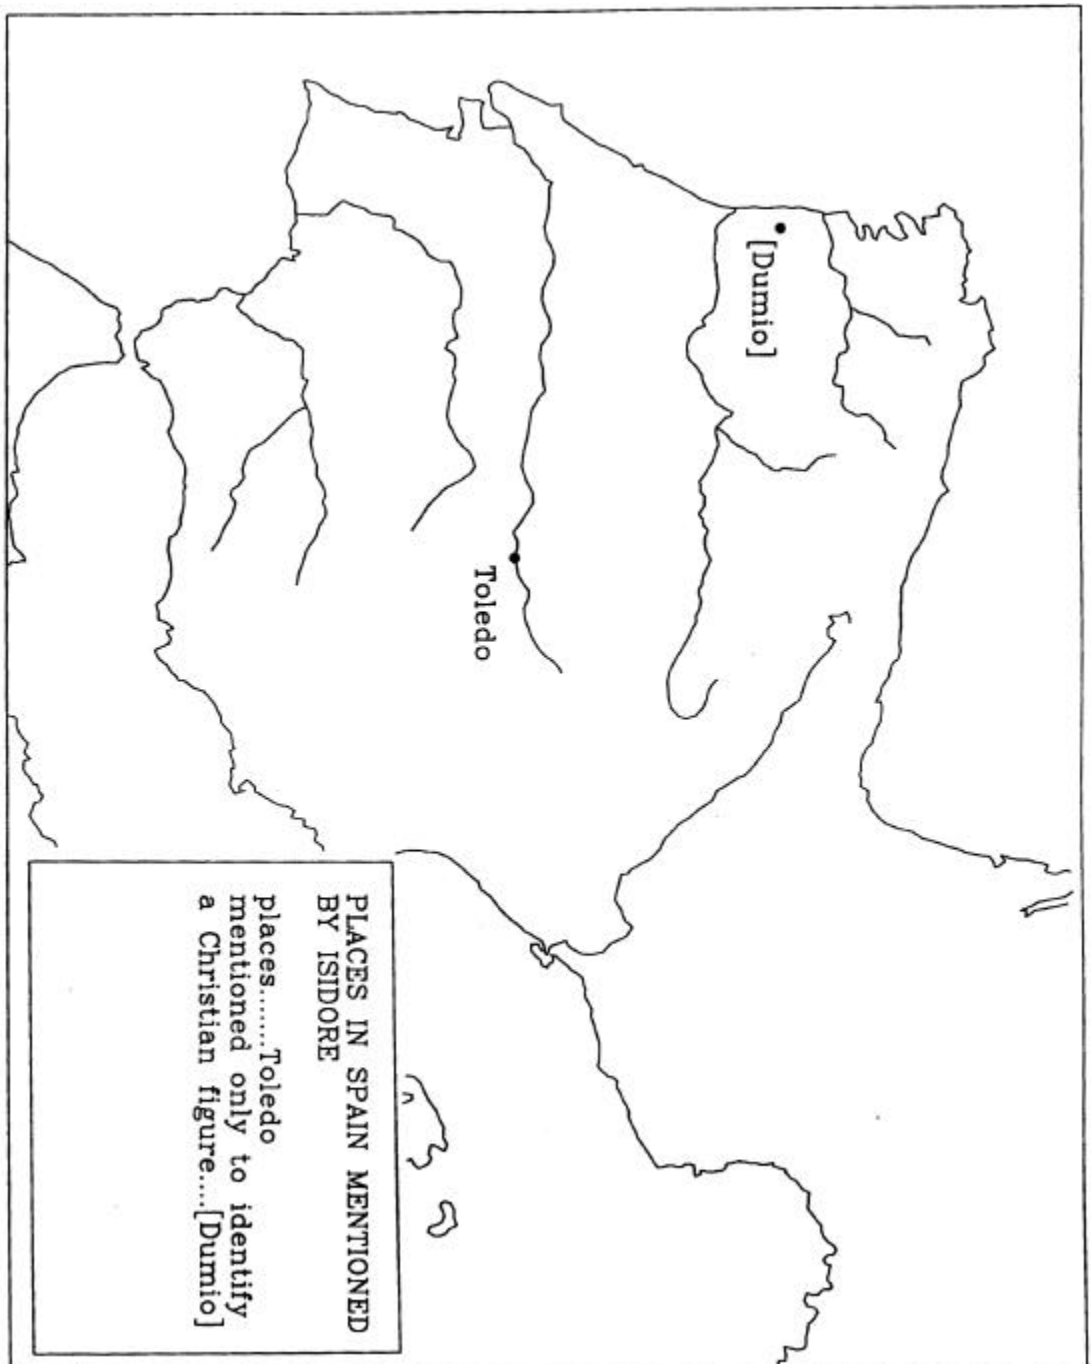 [Dumio]
Toledo
PLACES IN SPAIN MENTIONED
BY ISIDORE
places.......Toledo
mentioned only to identify
a Christian figure....[Dumio]